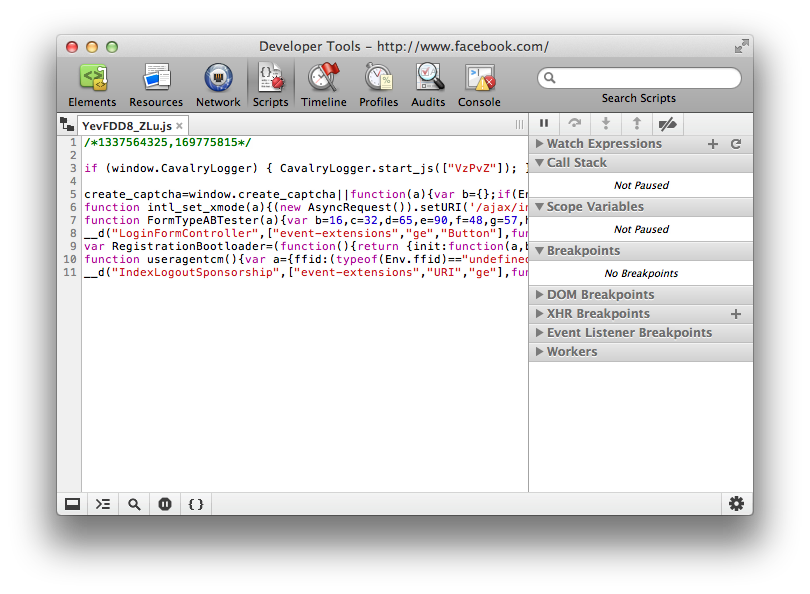 Developer Tools – http://www.facebook.com/
Elements Resources Network Scripts Timeline Profiles Audits Console
Search Scripts
YevFDD8_ZLu.js ×
1 /*1337564325,169775815*/
2
3 if (window.CavalryLogger) { CavalryLogger.start_js(["VzPvZ"]); }
4
5 create_captcha=window.create_captcha||function(a){var b={};if(En
6 function intl_set_xmode(a){(new AsyncRequest()).setURI('/ajax/in
7 function FormTypeABTester(a){var b=16,c=32,d=65,e=90,f=48,g=57,h
8 __d("LoginFormController",["event-extensions","ge","Button"],fun
9 var RegistrationBootloader=(function(){return {init:function(a,b
10 function useragentcm(){var a={ffid:(typeof(Env.ffid)=="undefined
11 __d("IndexLogoutSponsorship",["event-extensions","URI","ge"],fun
Watch Expressions
Call Stack
Not Paused
Scope Variables
Not Paused
Breakpoints
No Breakpoints
DOM Breakpoints
XHR Breakpoints
Event Listener Breakpoints
Workers